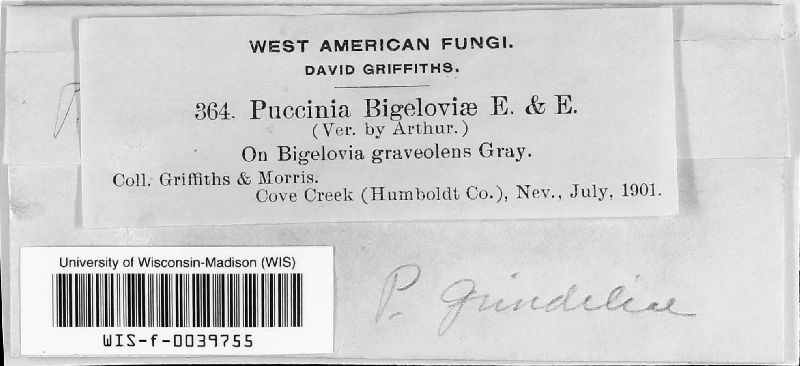 WEST AMERICAN FUNGI.
DAVID GRIFFITHS.
364. Puccinia Bigeloviæ E. & E.
(Ver. by Arthur.)
On Bigelovia graveolens Gray.
Coll. Griffiths & Morris.
Cove Creek (Humboldt Co.), Nev., July, 1901.
University of Wisconsin-Madison (WIS)
WIS-f-0039755
P. grindeliae